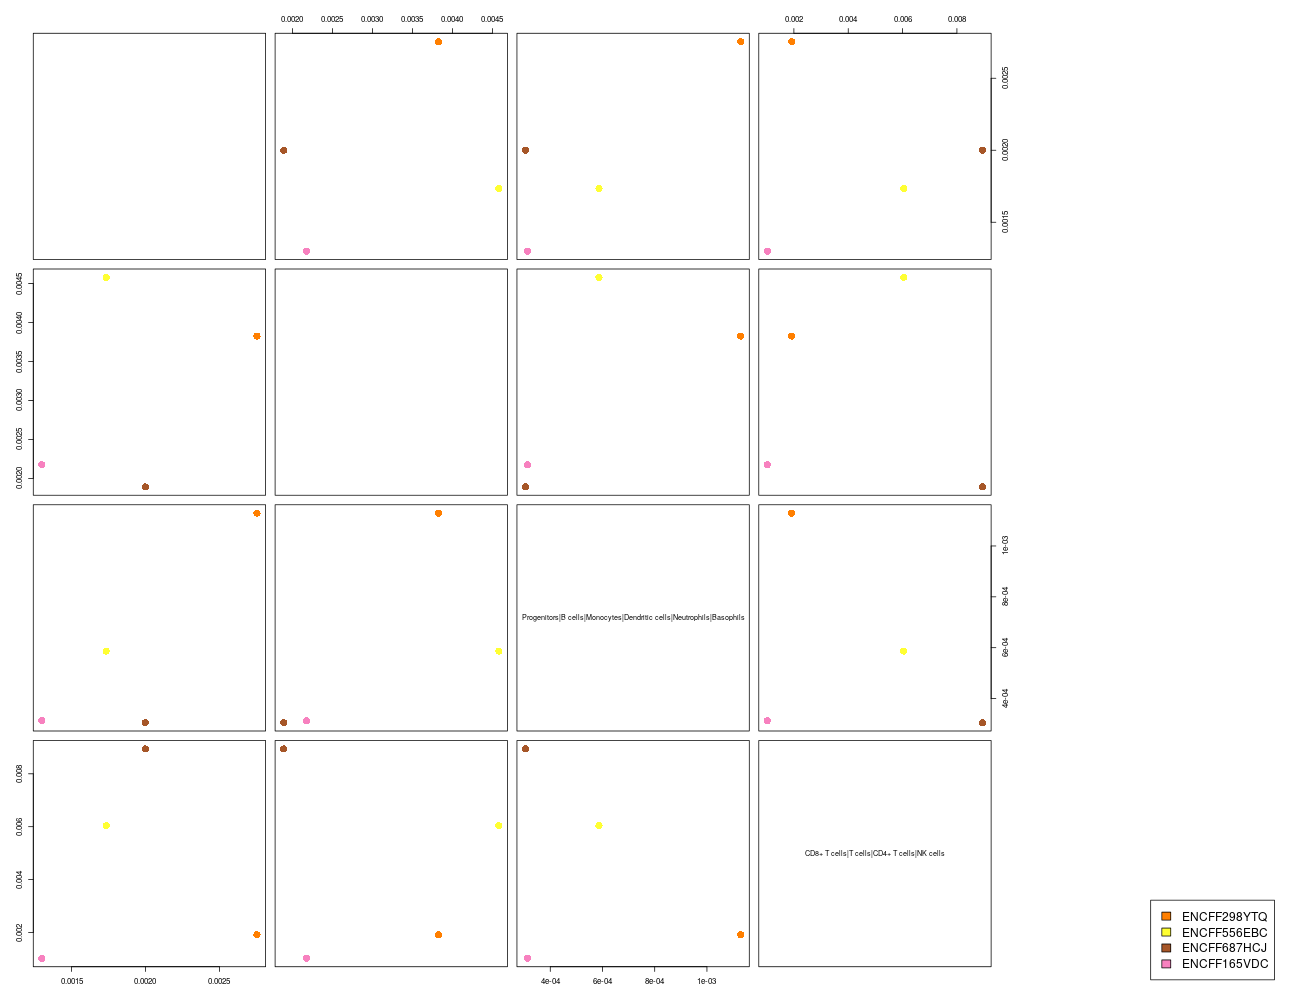 0.0020 0.0025 0.0030 0.0035 0.0040 0.0045
0.002 0.004 0.006 0.008
0.0025
0.0020
0.0015
0.0045
0.0040
0.0035
0.0030
0.0025
0.0020
Progenitors|B cells|Monocytes|Dendritic cells|Neutrophils|Basophils
1e-03
8e-04
6e-04
4e-04
0.008
0.006
0.004
0.002
CD8+ T cells|T cells|CD4+ T cells|NK cells
0.0015 0.0020 0.0025
4e-04 6e-04 8e-04 1e-03
ENCFF298YTQ
ENCFF556EBC
ENCFF687HCJ
ENCFF165VDC